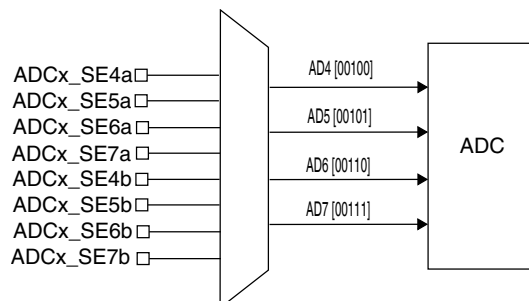 ADCx_SE4a
ADCx_SE5a
ADCx_SE6a
ADCx_SE7a
ADCx_SE4b
ADCx_SE5b
ADCx_SE6b
ADCx_SE7b
AD4 [00100]
AD5 [00101]
AD6 [00110]
AD7 [00111]
ADC